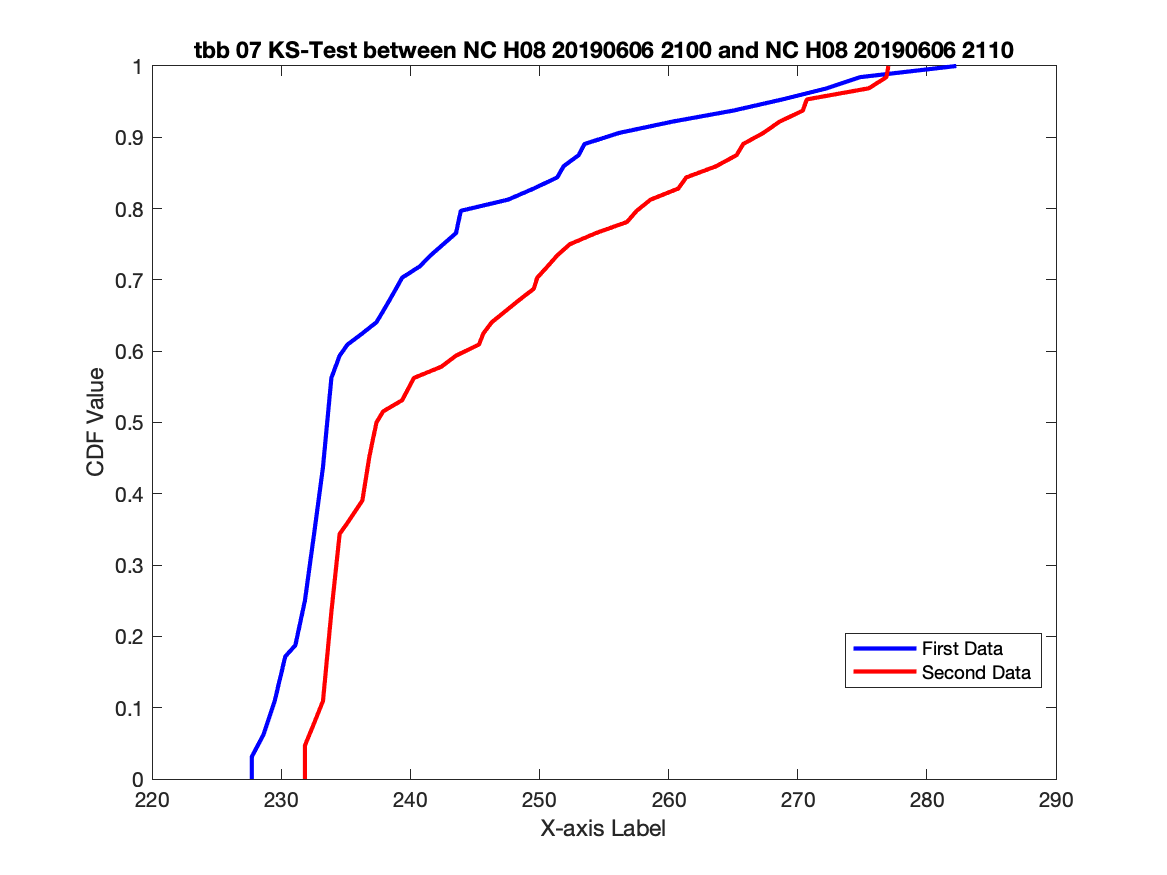 tbb 07 KS-Test between NC H08 20190606 2100 and NC H08 20190606 2110
1
0.9
0.8
0.7
0.6
0.5
0.4
0.3
0.2
0.1
0
CDF Value
First Data
Second Data
220 230 240 250 260 270 280 290
X-axis Label